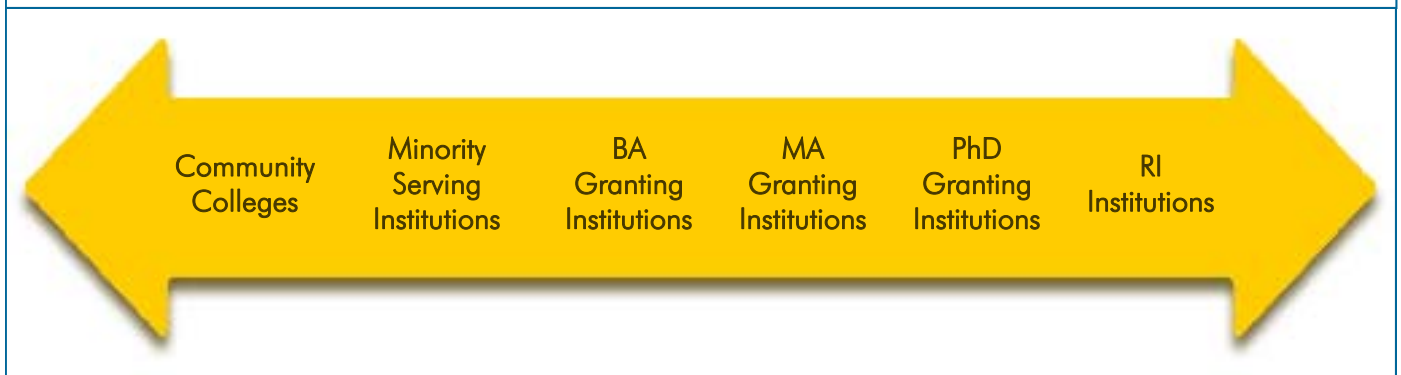 Community
Colleges
Minority
Serving
Institutions
BA
Granting
Institutions
MA
Granting
Institutions
PhD
Granting
Institutions
RI
Institutions